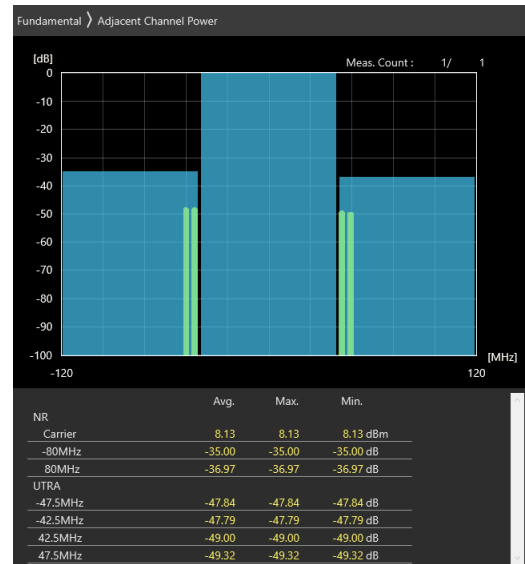 Fundamental 〉 Adjacent Channel Power
[dB] Meas. Count : 1/ 1
0
-10
-20
-30
-40
-50
-60
-70
-80
-90
-100 [MHz]
-120 120
Avg. Max. Min.
NR
Carrier 8.13 8.13 8.13 dBm
-80MHz -35.00 -35.00 -35.00 dB
80MHz -36.97 -36.97 -36.97 dB
UTRA
-47.5MHz -47.84 -47.84 -47.84 dB
-42.5MHz -47.79 -47.79 -47.79 dB
42.5MHz -49.00 -49.00 -49.00 dB
47.5MHz -49.32 -49.32 -49.32 dB